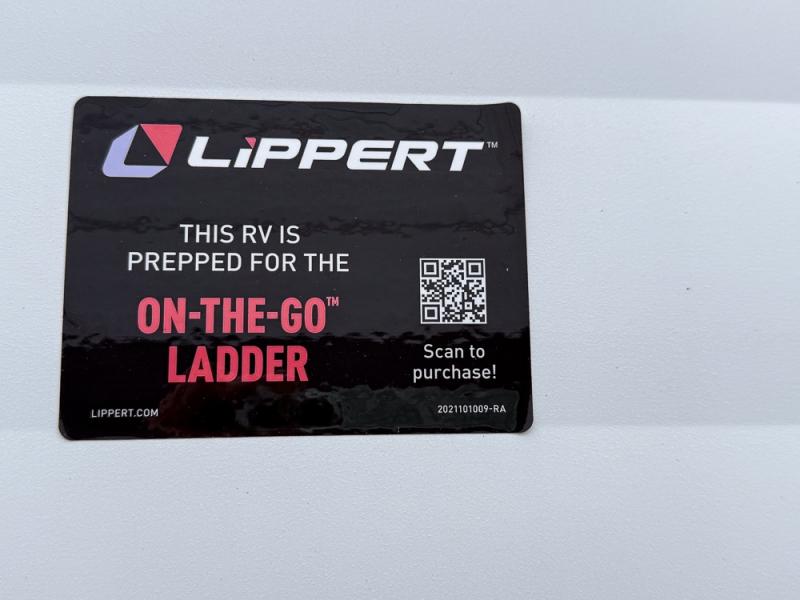 LiPPERT™
THIS RV IS
PREPPED FOR THE
ON-THE-GO™
LADDER
Scan to
purchase!
LIPPERT.COM
2021101009-RA